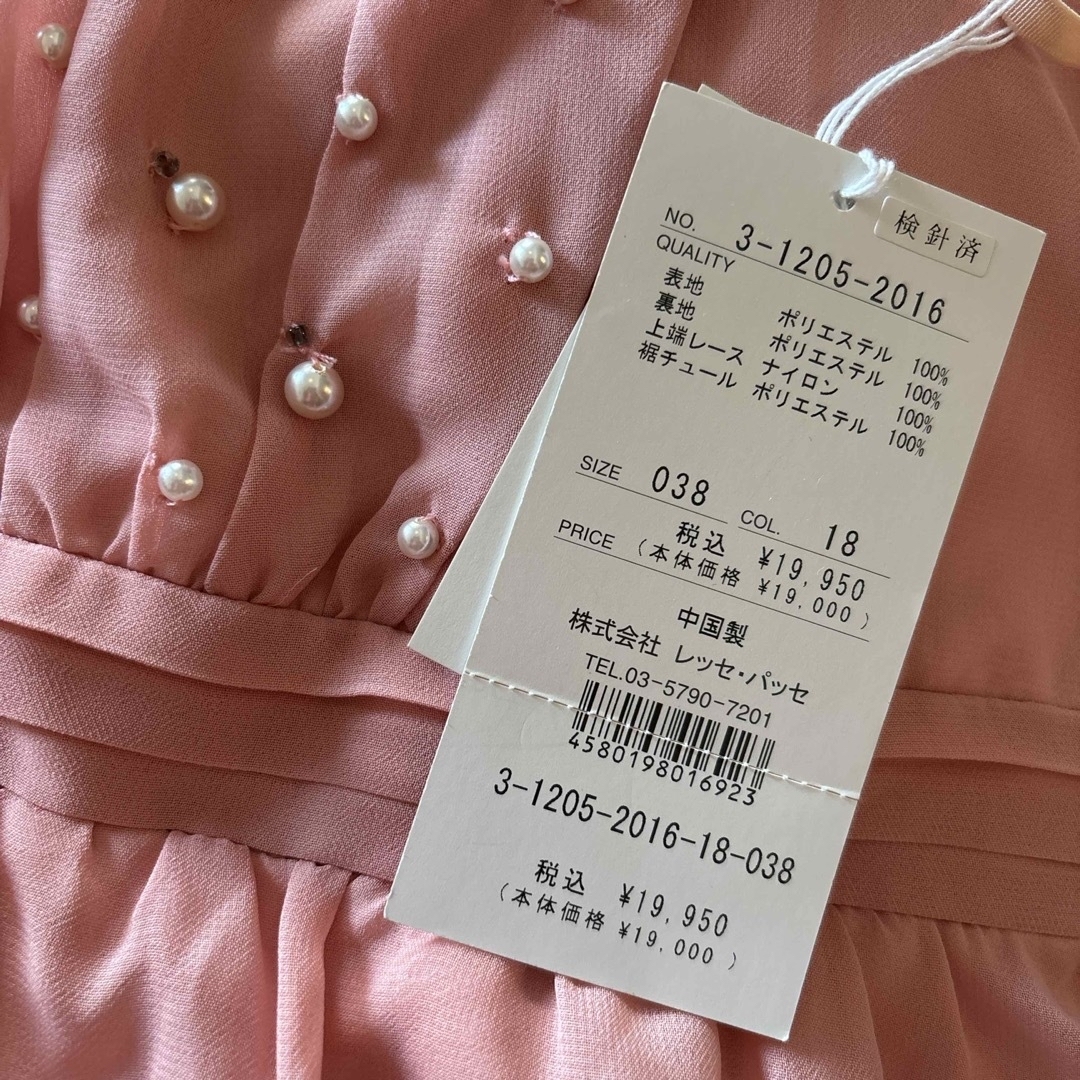 検針済
NO. 3-1205-2016
QUALITY
表地 ポリエステル 100%
裏地 ポリエステル 100%
上端レース ナイロン 100%
裾チュール ポリエステル 100%
SIZE 038 COL. 18
PRICE 税込 ¥19,950
(本体価格 ¥19,000 )
中国製
株式会社 レッセ・パッセ
TEL.03-5790-7201
4580198016923
3-1205-2016-18-038
税込 ¥19,950
(本体価格 ¥19,000 )